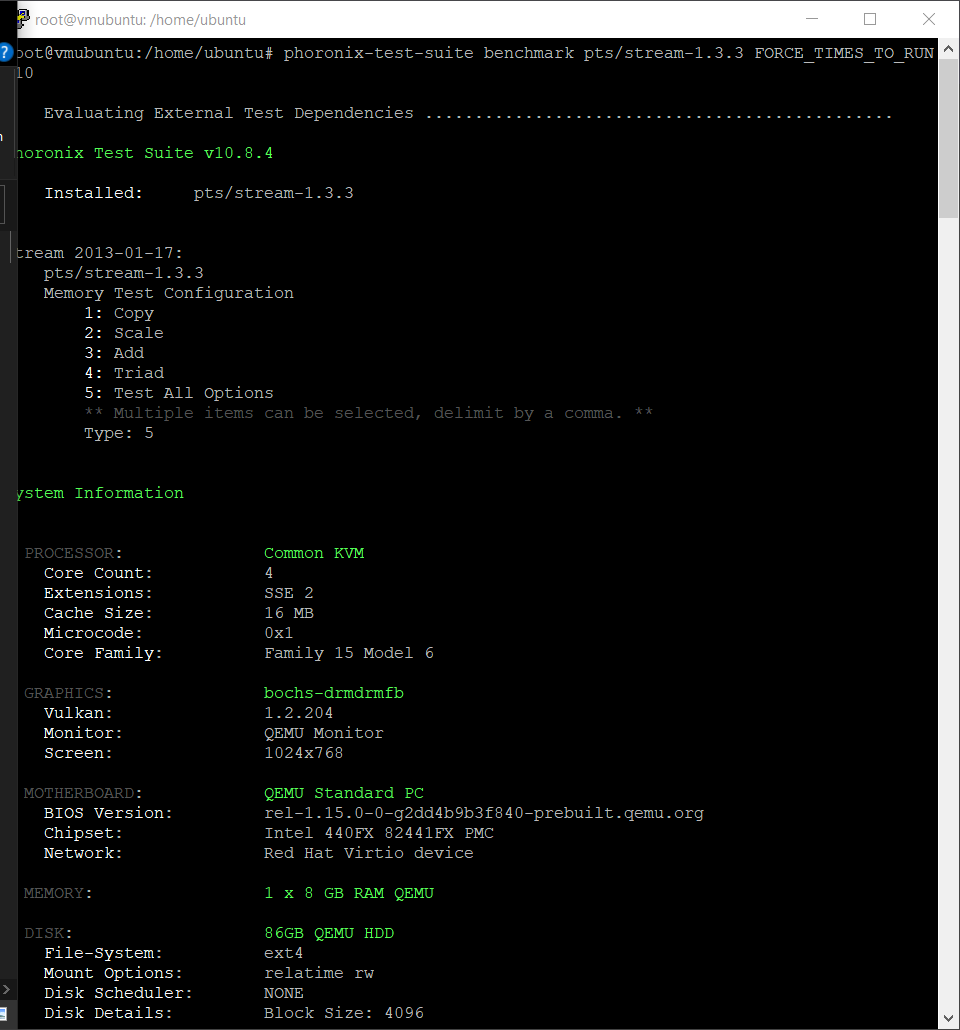 root@vmubuntu: /home/ubuntu
oot@vmubuntu:/home/ubuntu# phoronix-test-suite benchmark pts/stream-1.3.3 FORCE_TIMES_TO_RUN
10
Evaluating External Test Dependencies ...............................................
horonix Test Suite v10.8.4
Installed: pts/stream-1.3.3
tream 2013-01-17:
pts/stream-1.3.3
Memory Test Configuration
1: Copy
2: Scale
3: Add
4: Triad
5: Test All Options
** Multiple items can be selected, delimit by a comma. **
Type: 5
ystem Information
PROCESSOR: Common KVM
Core Count: 4
Extensions: SSE 2
Cache Size: 16 MB
Microcode: 0x1
Core Family: Family 15 Model 6
GRAPHICS: bochs-drmdrmfb
Vulkan: 1.2.204
Monitor: QEMU Monitor
Screen: 1024x768
MOTHERBOARD: QEMU Standard PC
BIOS Version: rel-1.15.0-0-g2dd4b9b3f840-prebuilt.qemu.org
Chipset: Intel 440FX 82441FX PMC
Network: Red Hat Virtio device
MEMORY: 1 x 8 GB RAM QEMU
DISK: 86GB QEMU HDD
File-System: ext4
Mount Options: relatime rw
Disk Scheduler: NONE
Disk Details: Block Size: 4096